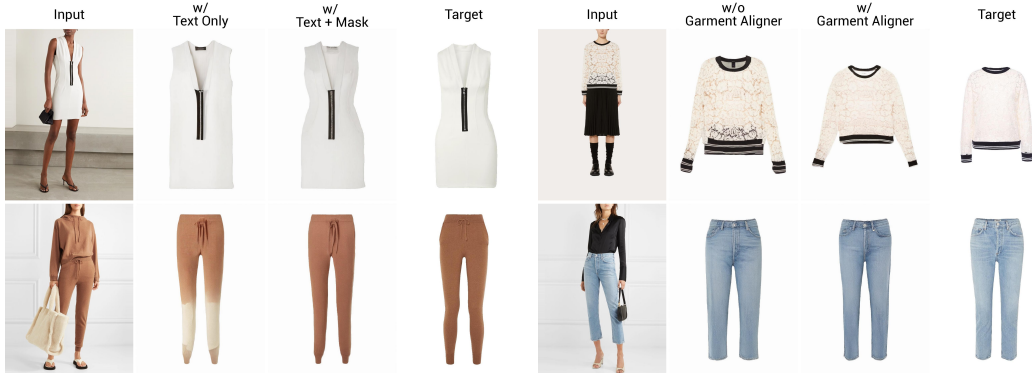 Input
w/
Text Only
w/
Text + Mask
Target
Input
w/o
Garment Aligner
w/
Garment Aligner
Target